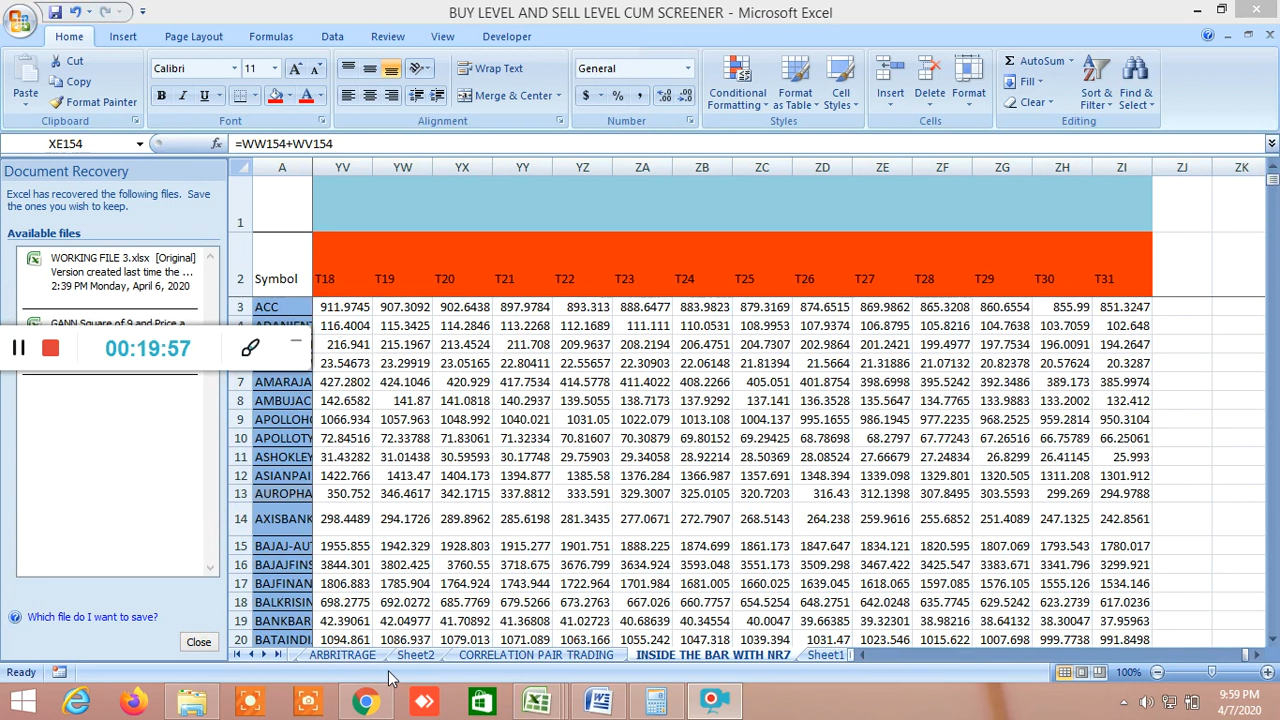 BUY LEVEL AND SELL LEVEL CUM SCREENER - Microsoft Excel
Home Insert Page Layout Formulas Data Review View Developer
Paste Cut Copy Format Painter
Calibri 11 B I U A A A
Wrap Text Merge & Center
General $ % ,
Conditional Formatting Format as Table Cell Styles
Insert Delete Format
Σ AutoSum Fill Clear Sort & Filter Find & Select
Clipboard Font Alignment Number Styles Cells Editing
XE154 fx =WW154+WV154
Document Recovery
Excel has recovered the following files. Save
the ones you wish to keep.
Available files
WORKING FILE 3.xlsx [Original]
Version created last time the ...
2:39 PM Monday, April 6, 2020
GANN Square of 9 and Price a
00:19:57
Which file do I want to save?
Close
A YV YW YX YY YZ ZA ZB ZC ZD ZE ZF ZG ZH ZI ZJ ZK
1
2 Symbol T18 T19 T20 T21 T22 T23 T24 T25 T26 T27 T28 T29 T30 T31
3 ACC 911.9745 907.3092 902.6438 897.9784 893.313 888.6477 883.9823 879.3169 874.6515 869.9862 865.3208 860.6554 855.99 851.3247
116.4004 115.3425 114.2846 113.2268 112.1689 111.111 110.0531 108.9953 107.9374 106.8795 105.8216 104.7638 103.7059 102.648
216.941 215.1967 213.4524 211.708 209.9637 208.2194 206.4751 204.7307 202.9864 201.2421 199.4977 197.7534 196.0091 194.2647
23.54673 23.29919 23.05165 22.80411 22.55657 22.30903 22.06148 21.81394 21.5664 21.31886 21.07132 20.82378 20.57624 20.3287
7 AMARAJA 427.2802 424.1046 420.929 417.7534 414.5778 411.4022 408.2266 405.051 401.8754 398.6998 395.5242 392.3486 389.173 385.9974
8 AMBUJAC 142.6582 141.87 141.0818 140.2937 139.5055 138.7173 137.9292 137.141 136.3528 135.5647 134.7765 133.9883 133.2002 132.412
9 APOLLOHO 1066.934 1057.963 1048.992 1040.021 1031.05 1022.079 1013.108 1004.137 995.1655 986.1945 977.2235 968.2525 959.2814 950.3104
10 APOLLOTY 72.84516 72.33788 71.83061 71.32334 70.81607 70.30879 69.80152 69.29425 68.78698 68.2797 67.77243 67.26516 66.75789 66.25061
11 ASHOKLEY 31.43282 31.01438 30.59593 30.17748 29.75903 29.34058 28.92214 28.50369 28.08524 27.66679 27.24834 26.8299 26.41145 25.993
12 ASIANPAI 1422.766 1413.47 1404.173 1394.877 1385.58 1376.284 1366.987 1357.691 1348.394 1339.098 1329.801 1320.505 1311.208 1301.912
13 AUROPHA 350.752 346.4617 342.1715 337.8812 333.591 329.3007 325.0105 320.7203 316.43 312.1398 307.8495 303.5593 299.269 294.9788
14 AXISBANK 298.4489 294.1726 289.8962 285.6198 281.3435 277.0671 272.7907 268.5143 264.238 259.9616 255.6852 251.4089 247.1325 242.8561
15 BAJAJ-AUT 1955.855 1942.329 1928.803 1915.277 1901.751 1888.225 1874.699 1861.173 1847.647 1834.121 1820.595 1807.069 1793.543 1780.017
16 BAJAJFINS 3844.301 3802.425 3760.55 3718.675 3676.799 3634.924 3593.048 3551.173 3509.298 3467.422 3425.547 3383.671 3341.796 3299.921
17 BAJFINAN 1806.883 1785.904 1764.924 1743.944 1722.964 1701.984 1681.005 1660.025 1639.045 1618.065 1597.085 1576.105 1555.126 1534.146
18 BALKRISIN 698.2775 692.0272 685.7769 679.5266 673.2763 667.026 660.7757 654.5254 648.2751 642.0248 635.7745 629.5242 623.2739 617.0236
19 BANKBAR 42.39061 42.04977 41.70892 41.36808 41.02723 40.68639 40.34554 40.0047 39.66385 39.32301 38.98216 38.64132 38.30047 37.95963
20 BATAINDI 1094.861 1086.937 1079.013 1071.089 1063.166 1055.242 1047.318 1039.394 1031.47 1023.546 1015.622 1007.698 999.7738 991.8498
ARBITRAGE Sheet2 CORRELATION PAIR TRADING INSIDE THE BAR WITH NR7 Sheet1
Ready 100%
9:59 PM
4/7/2020